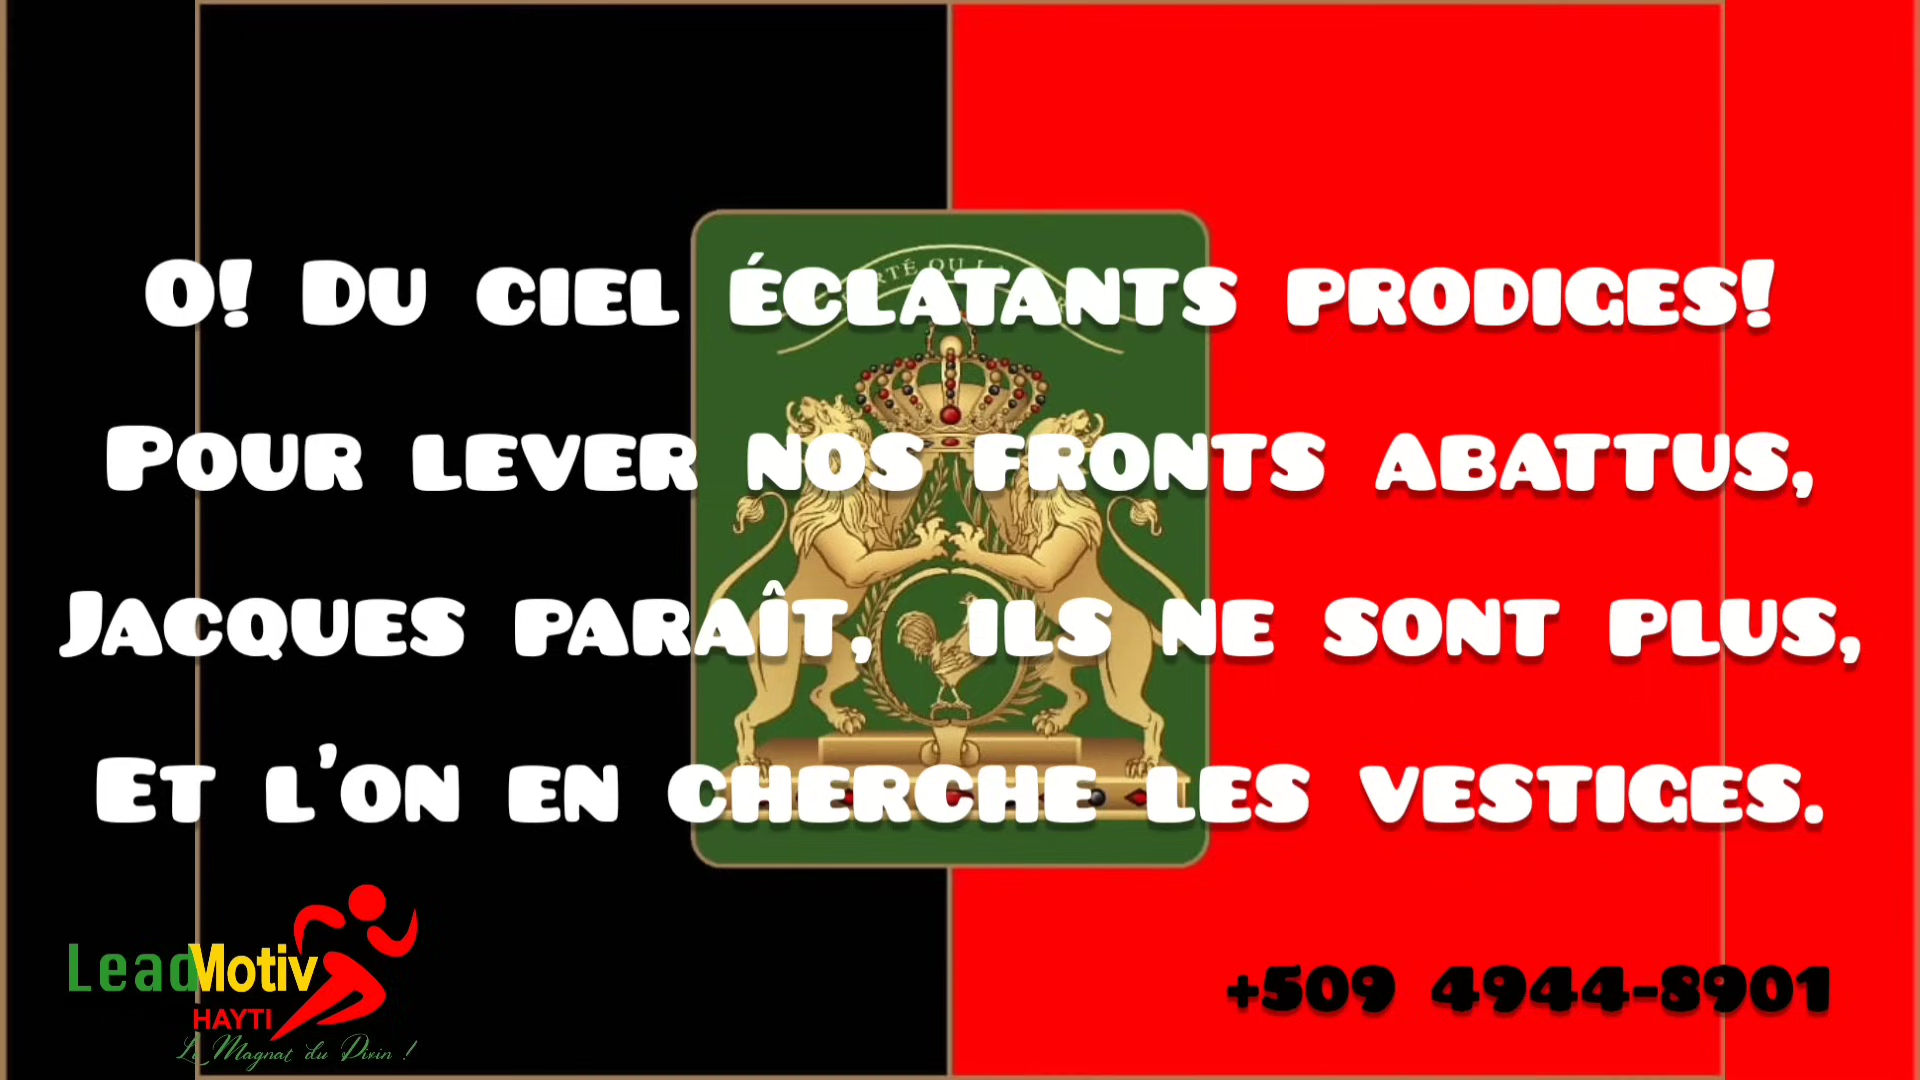 O! Du ciel éclatants prodiges!
Pour lever nos fronts abattus,
Jacques paraît, ils ne sont plus,
Et l'on en cherche les vestiges.
LeadMotiv
HAYTI
Le Magnat du Divin !
+509 4944-8901